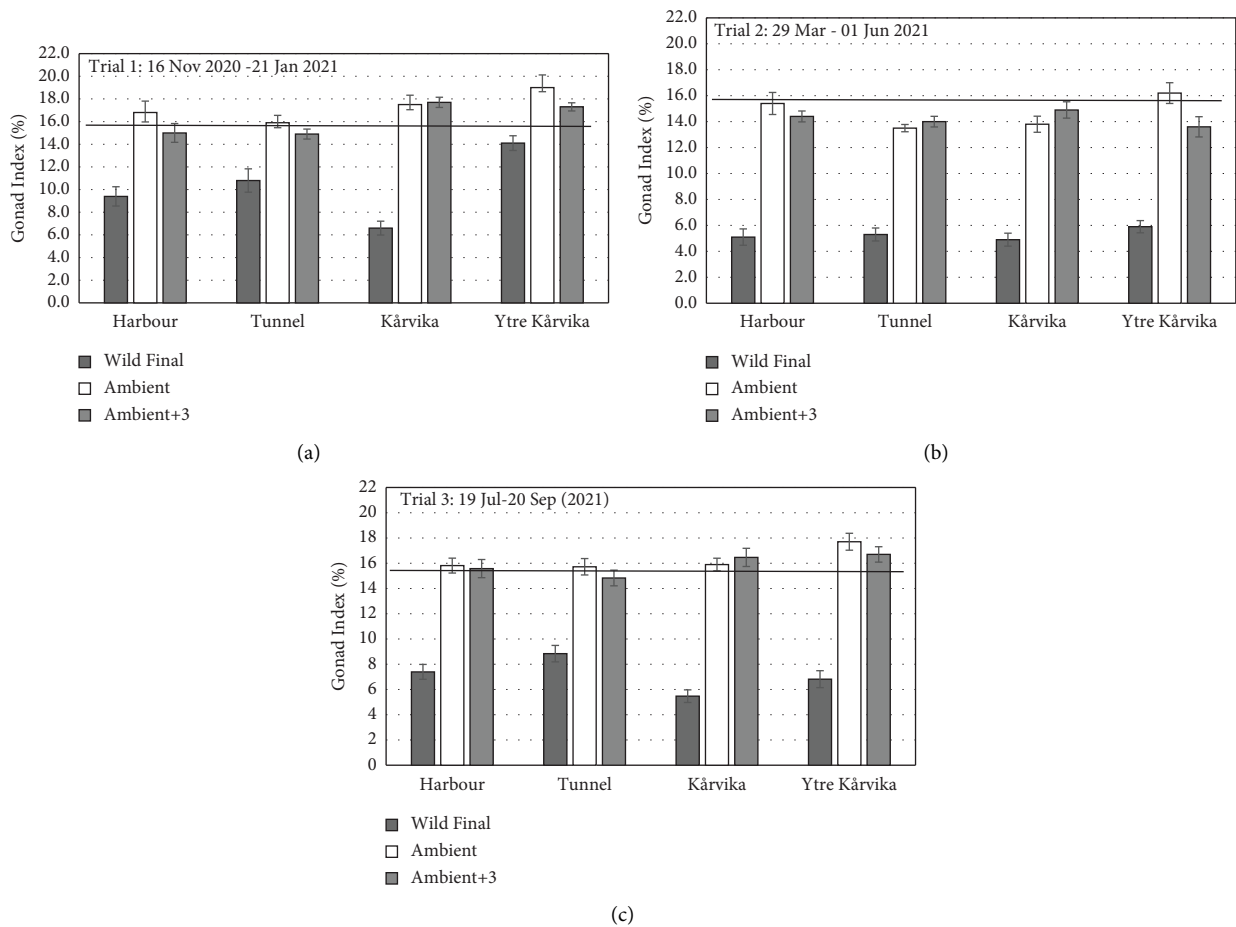 Trial 1: 16 Nov 2020 -21 Jan 2021
Gonad Index (%)
22.0
20.0
18.0
16.0
14.0
12.0
10.0
8.0
6.0
4.0
2.0
0.0
Harbour Tunnel Kårvika Ytre Kårvika
Wild Final
Ambient
Ambient+3
(a)
Trial 2: 29 Mar - 01 Jun 2021
Gonad Index (%)
22.0
20.0
18.0
16.0
14.0
12.0
10.0
8.0
6.0
4.0
2.0
0.0
Harbour Tunnel Kårvika Ytre Kårvika
Wild Final
Ambient
Ambient+3
(b)
Trial 3: 19 Jul-20 Sep (2021)
Gonad Index (%)
22
20
18
16
14
12
10
8
6
4
2
0
Harbour Tunnel Kårvika Ytre Kårvika
Wild Final
Ambient
Ambient+3
(c)